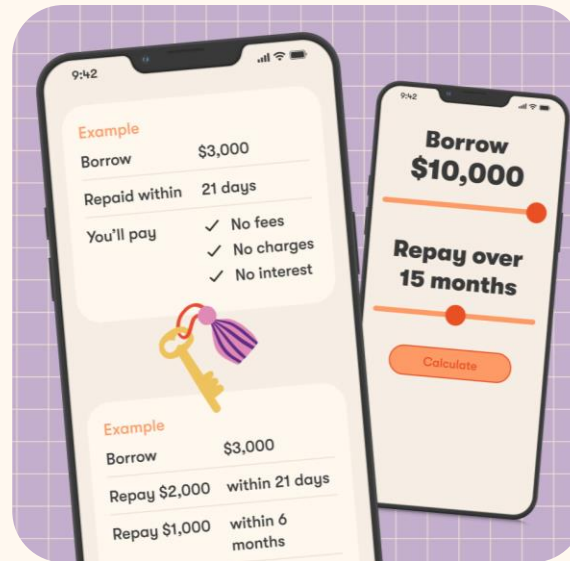 9:42
Example
Borrow $3,000
Repaid within 21 days
You'll pay ✓ No fees
✓ No charges
✓ No interest
Example
Borrow $3,000
Repay $2,000 within 21 days
Repay $1,000 within 6
months
9:42
Borrow
$10,000
Repay over
15 months
Calculate